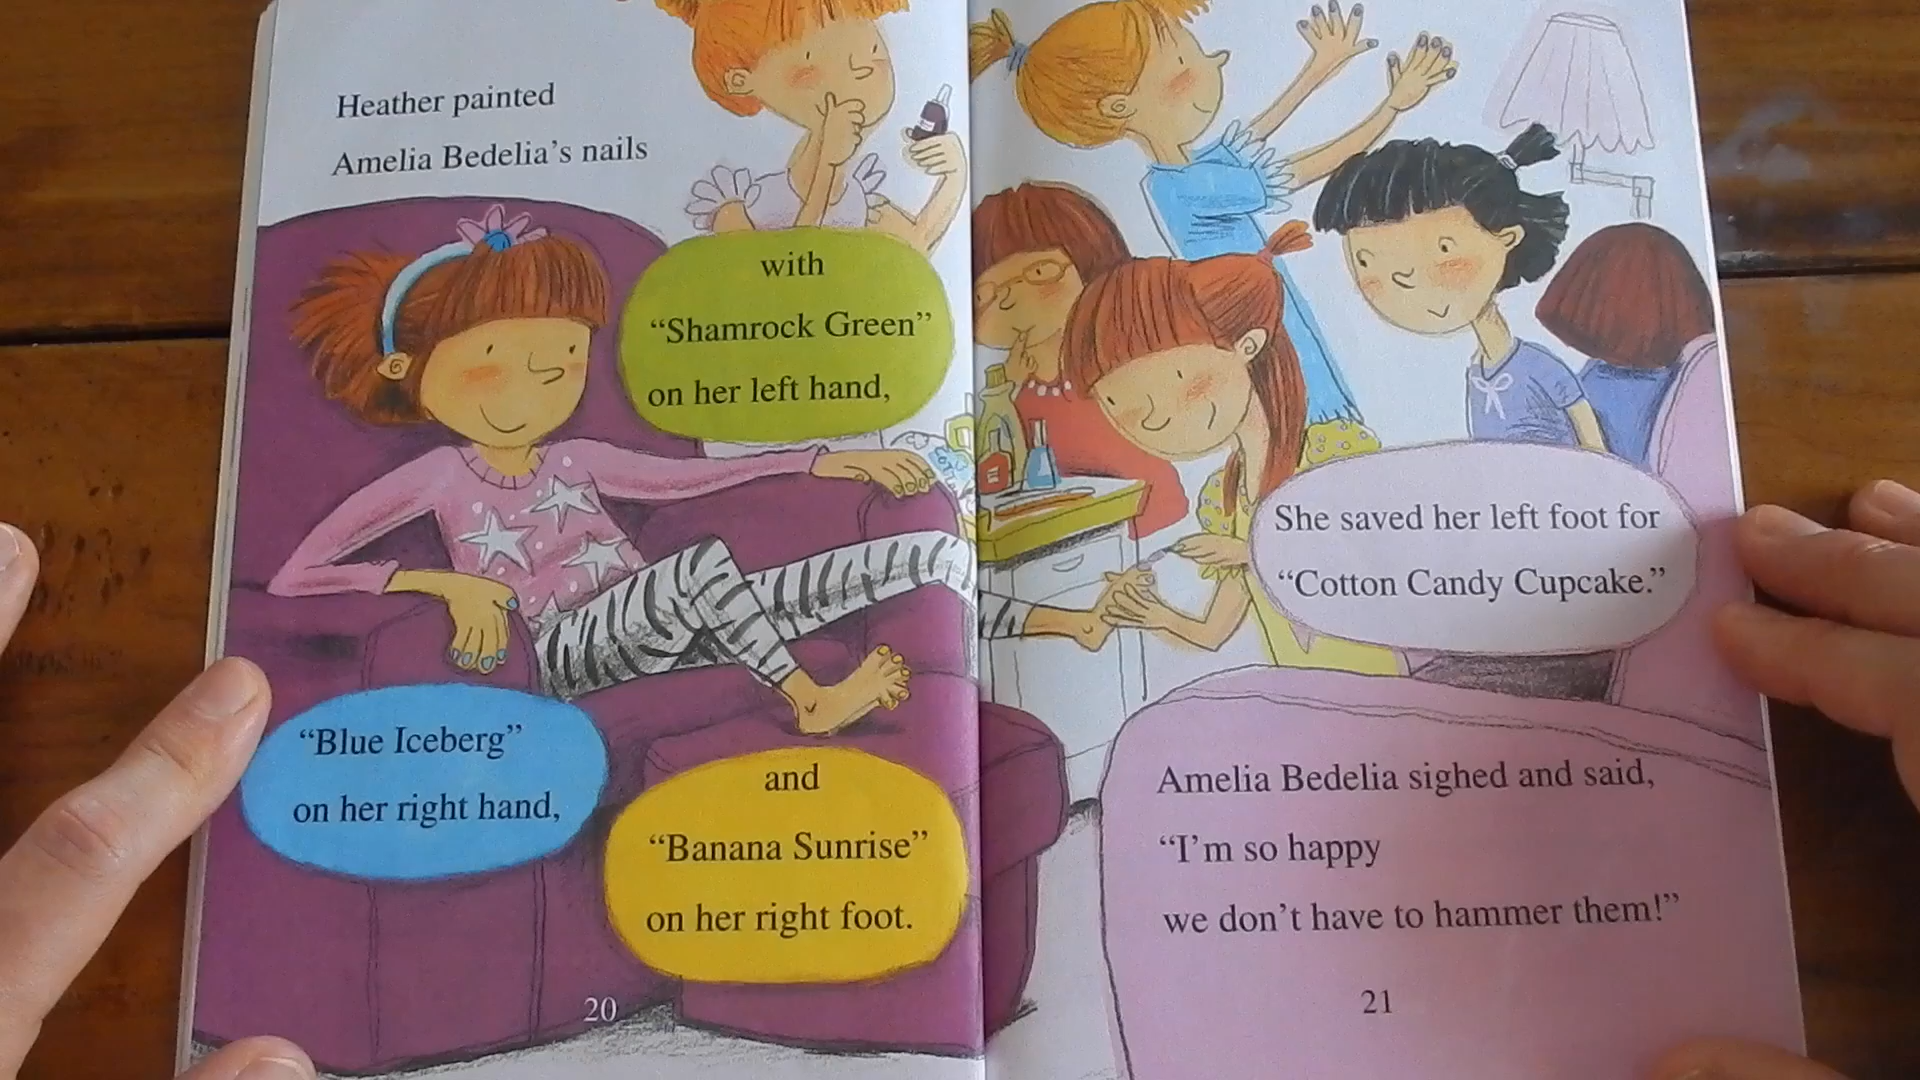 Heather painted
Amelia Bedelia's nails
with
“Shamrock Green”
on her left hand,
“Blue Iceberg”
on her right hand,
and
“Banana Sunrise”
on her right foot.
20
She saved her left foot for
“Cotton Candy Cupcake.”
Amelia Bedelia sighed and said,
“I'm so happy
we don't have to hammer them!”
21